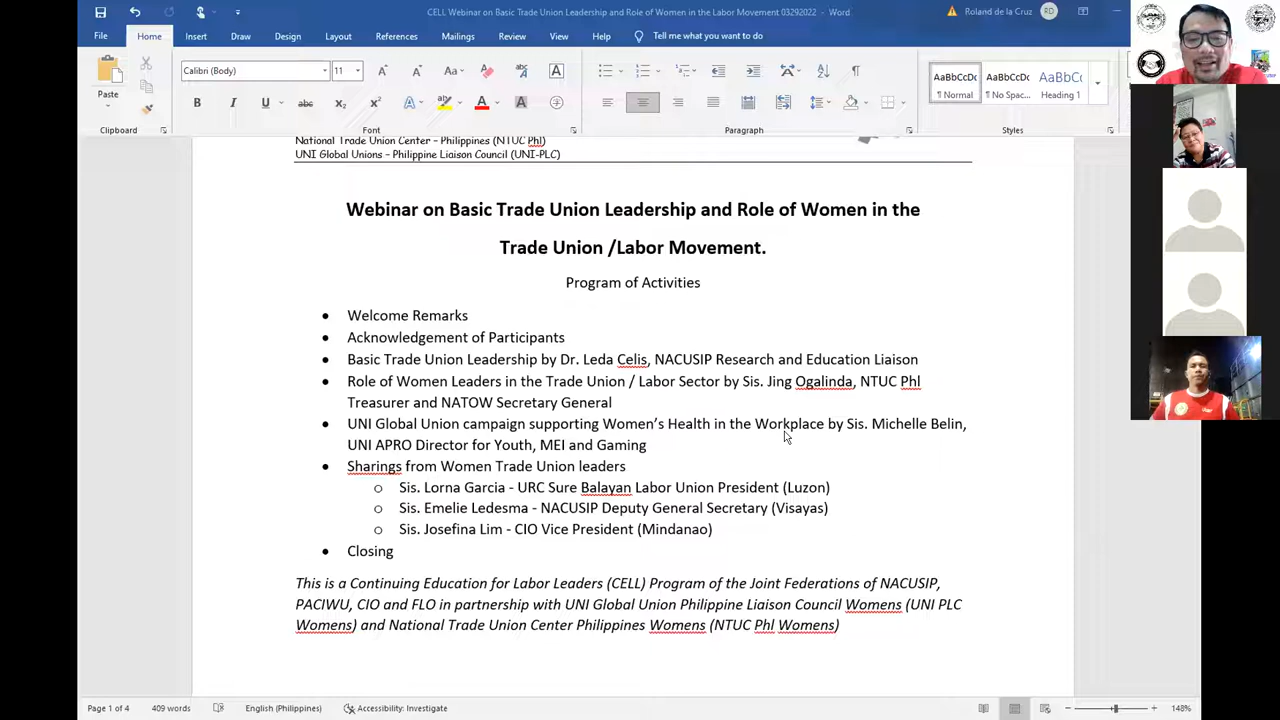 CELL Webinar on Basic Trade Union Leadership and Role of Women in the Labor Movement 03292022 - Word
Roland de la Cruz
RD
File Home Insert Draw Design Layout References Mailings Review View Help Tell me what you want to do
Calibri (Body) 11
AaBbCcDc AaBbCcDc AaBbCc
Paste
¶ Normal ¶ No Spac... Heading 1
Clipboard Font Paragraph Styles
National Trade Union Center – Philippines (NTUC Phl)
UNI Global Unions – Philippine Liaison Council (UNI-PLC)
Webinar on Basic Trade Union Leadership and Role of Women in the
Trade Union /Labor Movement.
Program of Activities
• Welcome Remarks
• Acknowledgement of Participants
• Basic Trade Union Leadership by Dr. Leda Celis, NACUSIP Research and Education Liaison
• Role of Women Leaders in the Trade Union / Labor Sector by Sis. Jing Ogalinda, NTUC Phl
Treasurer and NATOW Secretary General
• UNI Global Union campaign supporting Women's Health in the Workplace by Sis. Michelle Belin,
UNI APRO Director for Youth, MEI and Gaming
• Sharings from Women Trade Union leaders
o Sis. Lorna Garcia - URC Sure Balayan Labor Union President (Luzon)
o Sis. Emelie Ledesma - NACUSIP Deputy General Secretary (Visayas)
o Sis. Josefina Lim - CIO Vice President (Mindanao)
• Closing
This is a Continuing Education for Labor Leaders (CELL) Program of the Joint Federations of NACUSIP,
PACIWU, CIO and FLO in partnership with UNI Global Union Philippine Liaison Council Womens (UNI PLC
Womens) and National Trade Union Center Philippines Womens (NTUC Phl Womens)
Page 1 of 4 409 words English (Philippines) Accessibility: Investigate 148%